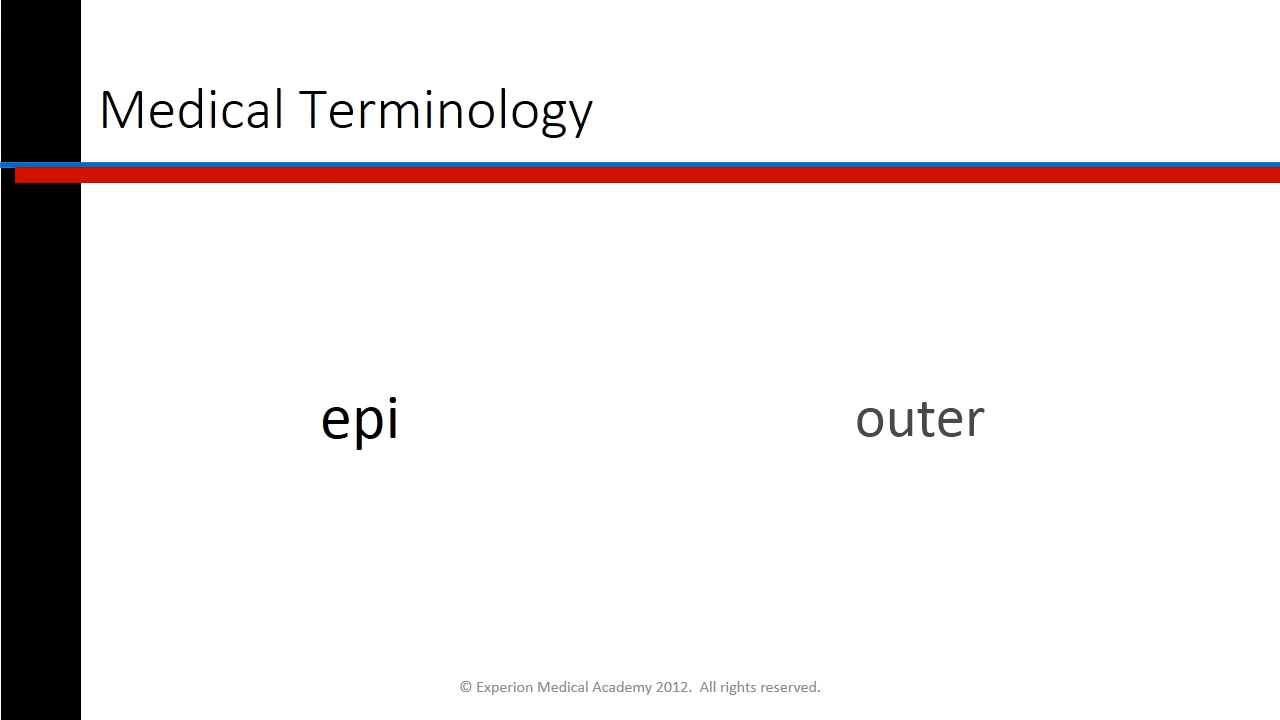 Medical Terminology
epi
outer
© Experion Medical Academy 2012.  All rights reserved.